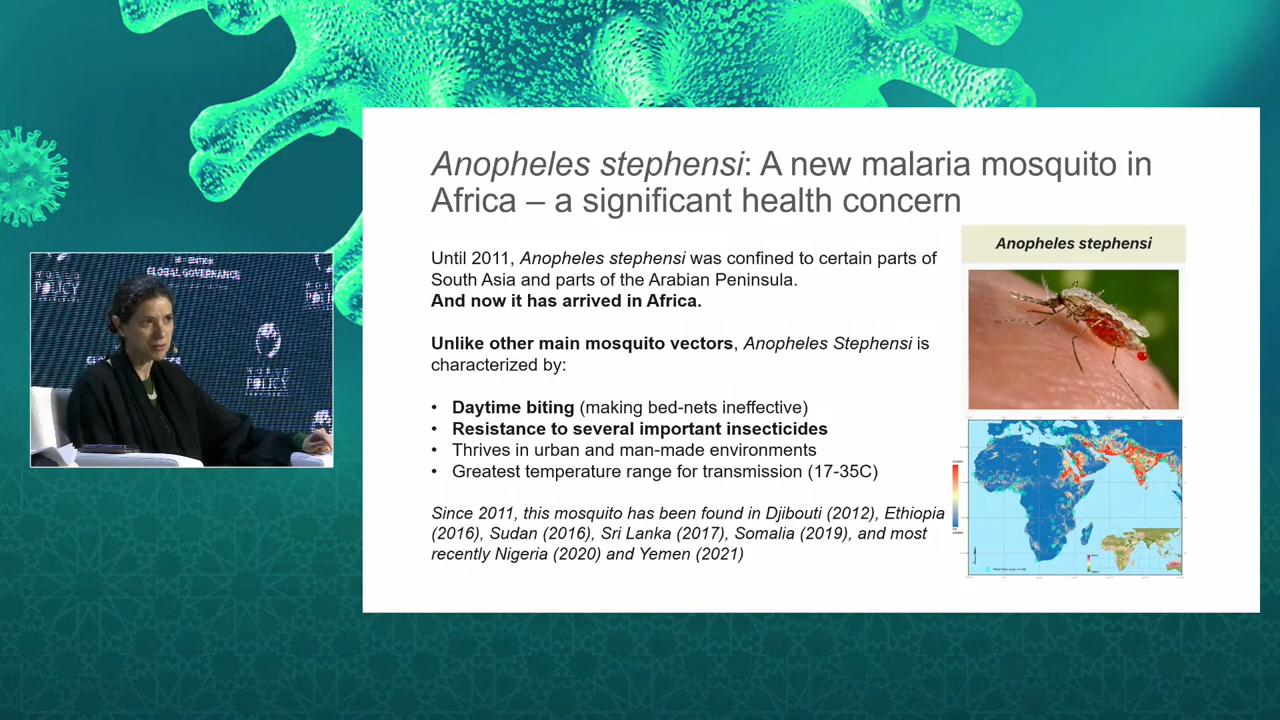 Anopheles stephensi: A new malaria mosquito in
Africa – a significant health concern
Until 2011, Anopheles stephensi was confined to certain parts of
South Asia and parts of the Arabian Peninsula.
And now it has arrived in Africa.
Unlike other main mosquito vectors, Anopheles Stephensi is
characterized by:
• Daytime biting (making bed-nets ineffective)
• Resistance to several important insecticides
• Thrives in urban and man-made environments
• Greatest temperature range for transmission (17-35C)
Since 2011, this mosquito has been found in Djibouti (2012), Ethiopia
(2016), Sudan (2016), Sri Lanka (2017), Somalia (2019), and most
recently Nigeria (2020) and Yemen (2021)
Anopheles stephensi
GLOBAL GOVERNANCE
POLICY
WORLD
POLICY